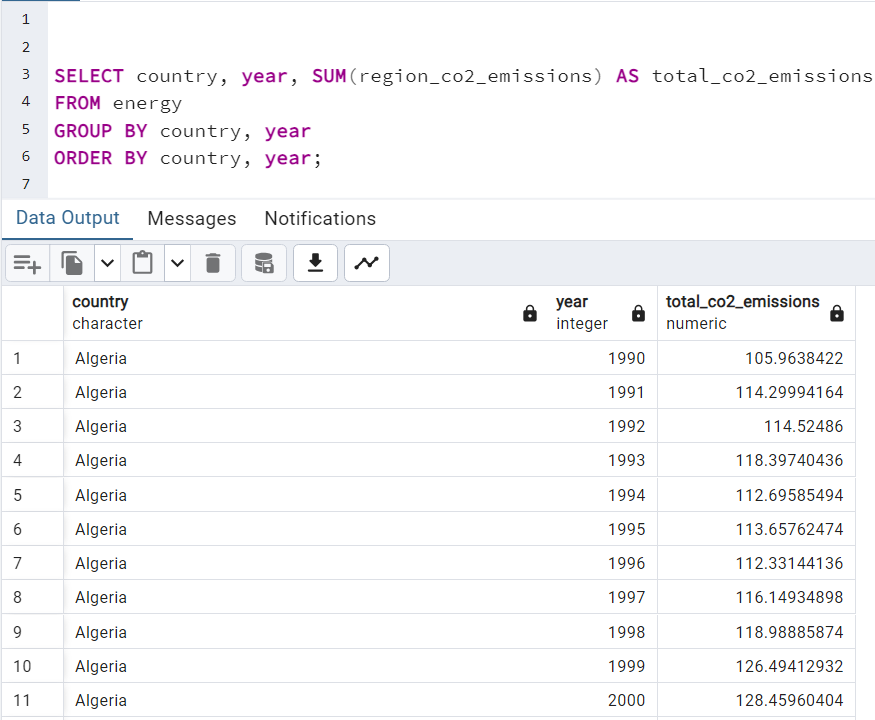 1
2
3 SELECT country, year, SUM(region_co2_emissions) AS total_co2_emissions
4 FROM energy
5 GROUP BY country, year
6 ORDER BY country, year;
7
Data Output Messages Notifications
country year total_co2_emissions
character integer numeric
1 Algeria 1990 105.9638422
2 Algeria 1991 114.29994164
3 Algeria 1992 114.52486
4 Algeria 1993 118.39740436
5 Algeria 1994 112.69585494
6 Algeria 1995 113.65762474
7 Algeria 1996 112.33144136
8 Algeria 1997 116.14934898
9 Algeria 1998 118.98885874
10 Algeria 1999 126.49412932
11 Algeria 2000 128.45960404